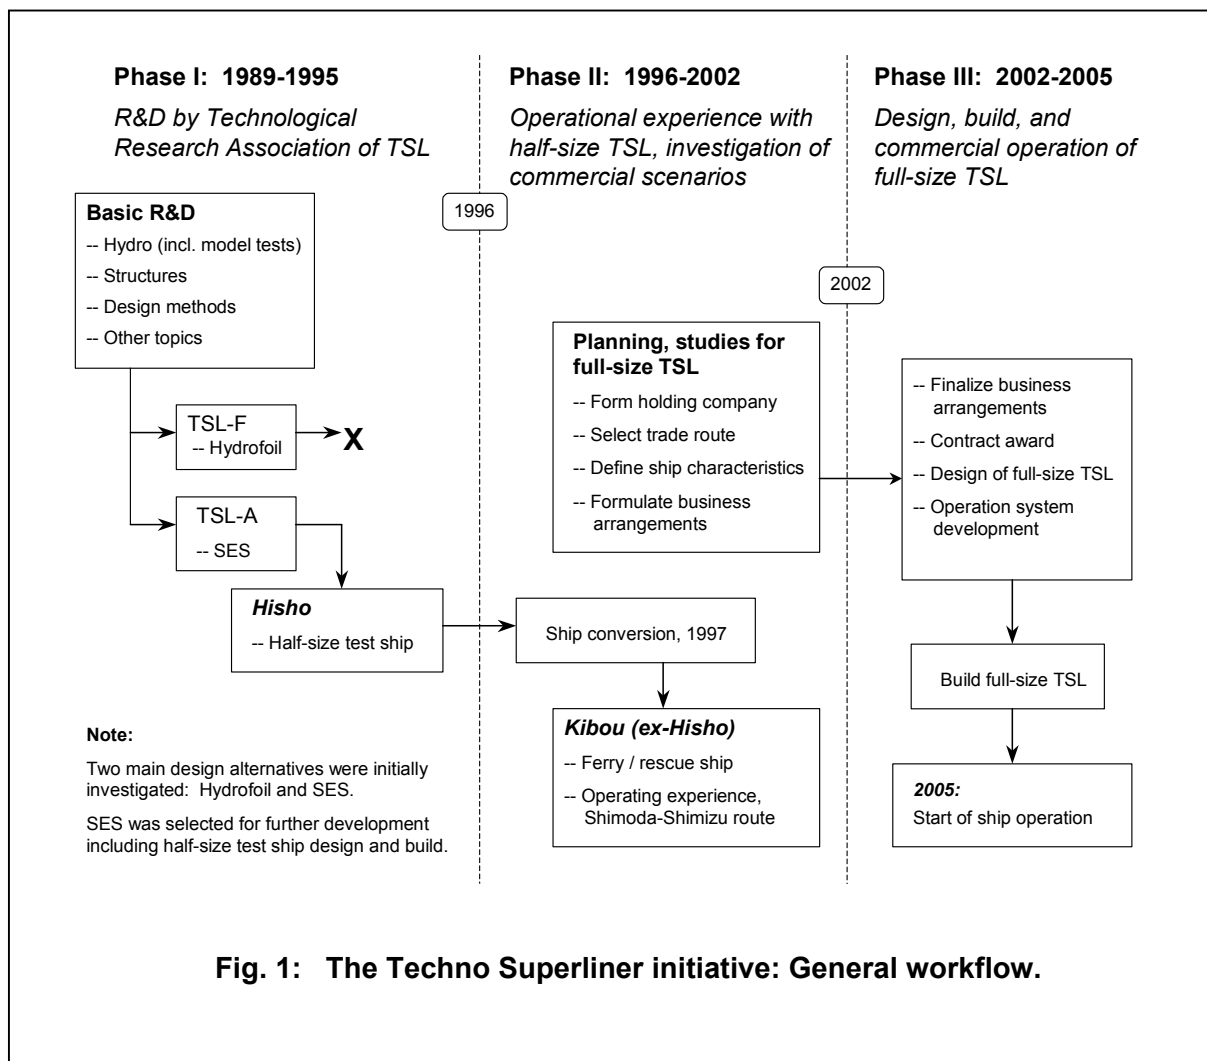 Phase I: 1989-1995
R&D by Technological
Research Association of TSL
Phase II: 1996-2002
Operational experience with
half-size TSL, investigation of
commercial scenarios
Phase III: 2002-2005
Design, build, and
commercial operation of
full-size TSL
1996
2002
Basic R&D
-- Hydro (incl. model tests)
-- Structures
-- Design methods
-- Other topics
TSL-F
-- Hydrofoil
X
TSL-A
-- SES
Hisho
-- Half-size test ship
Note:
Two main design alternatives were initially
investigated: Hydrofoil and SES.
SES was selected for further development
including half-size test ship design and build.
Planning, studies for
full-size TSL
-- Form holding company
-- Select trade route
-- Define ship characteristics
-- Formulate business
arrangements
Ship conversion, 1997
Kibou (ex-Hisho)
-- Ferry / rescue ship
-- Operating experience,
Shimoda-Shimizu route
-- Finalize business
arrangements
-- Contract award
-- Design of full-size TSL
-- Operation system
development
Build full-size TSL
2005:
Start of ship operation
Fig. 1: The Techno Superliner initiative: General workflow.